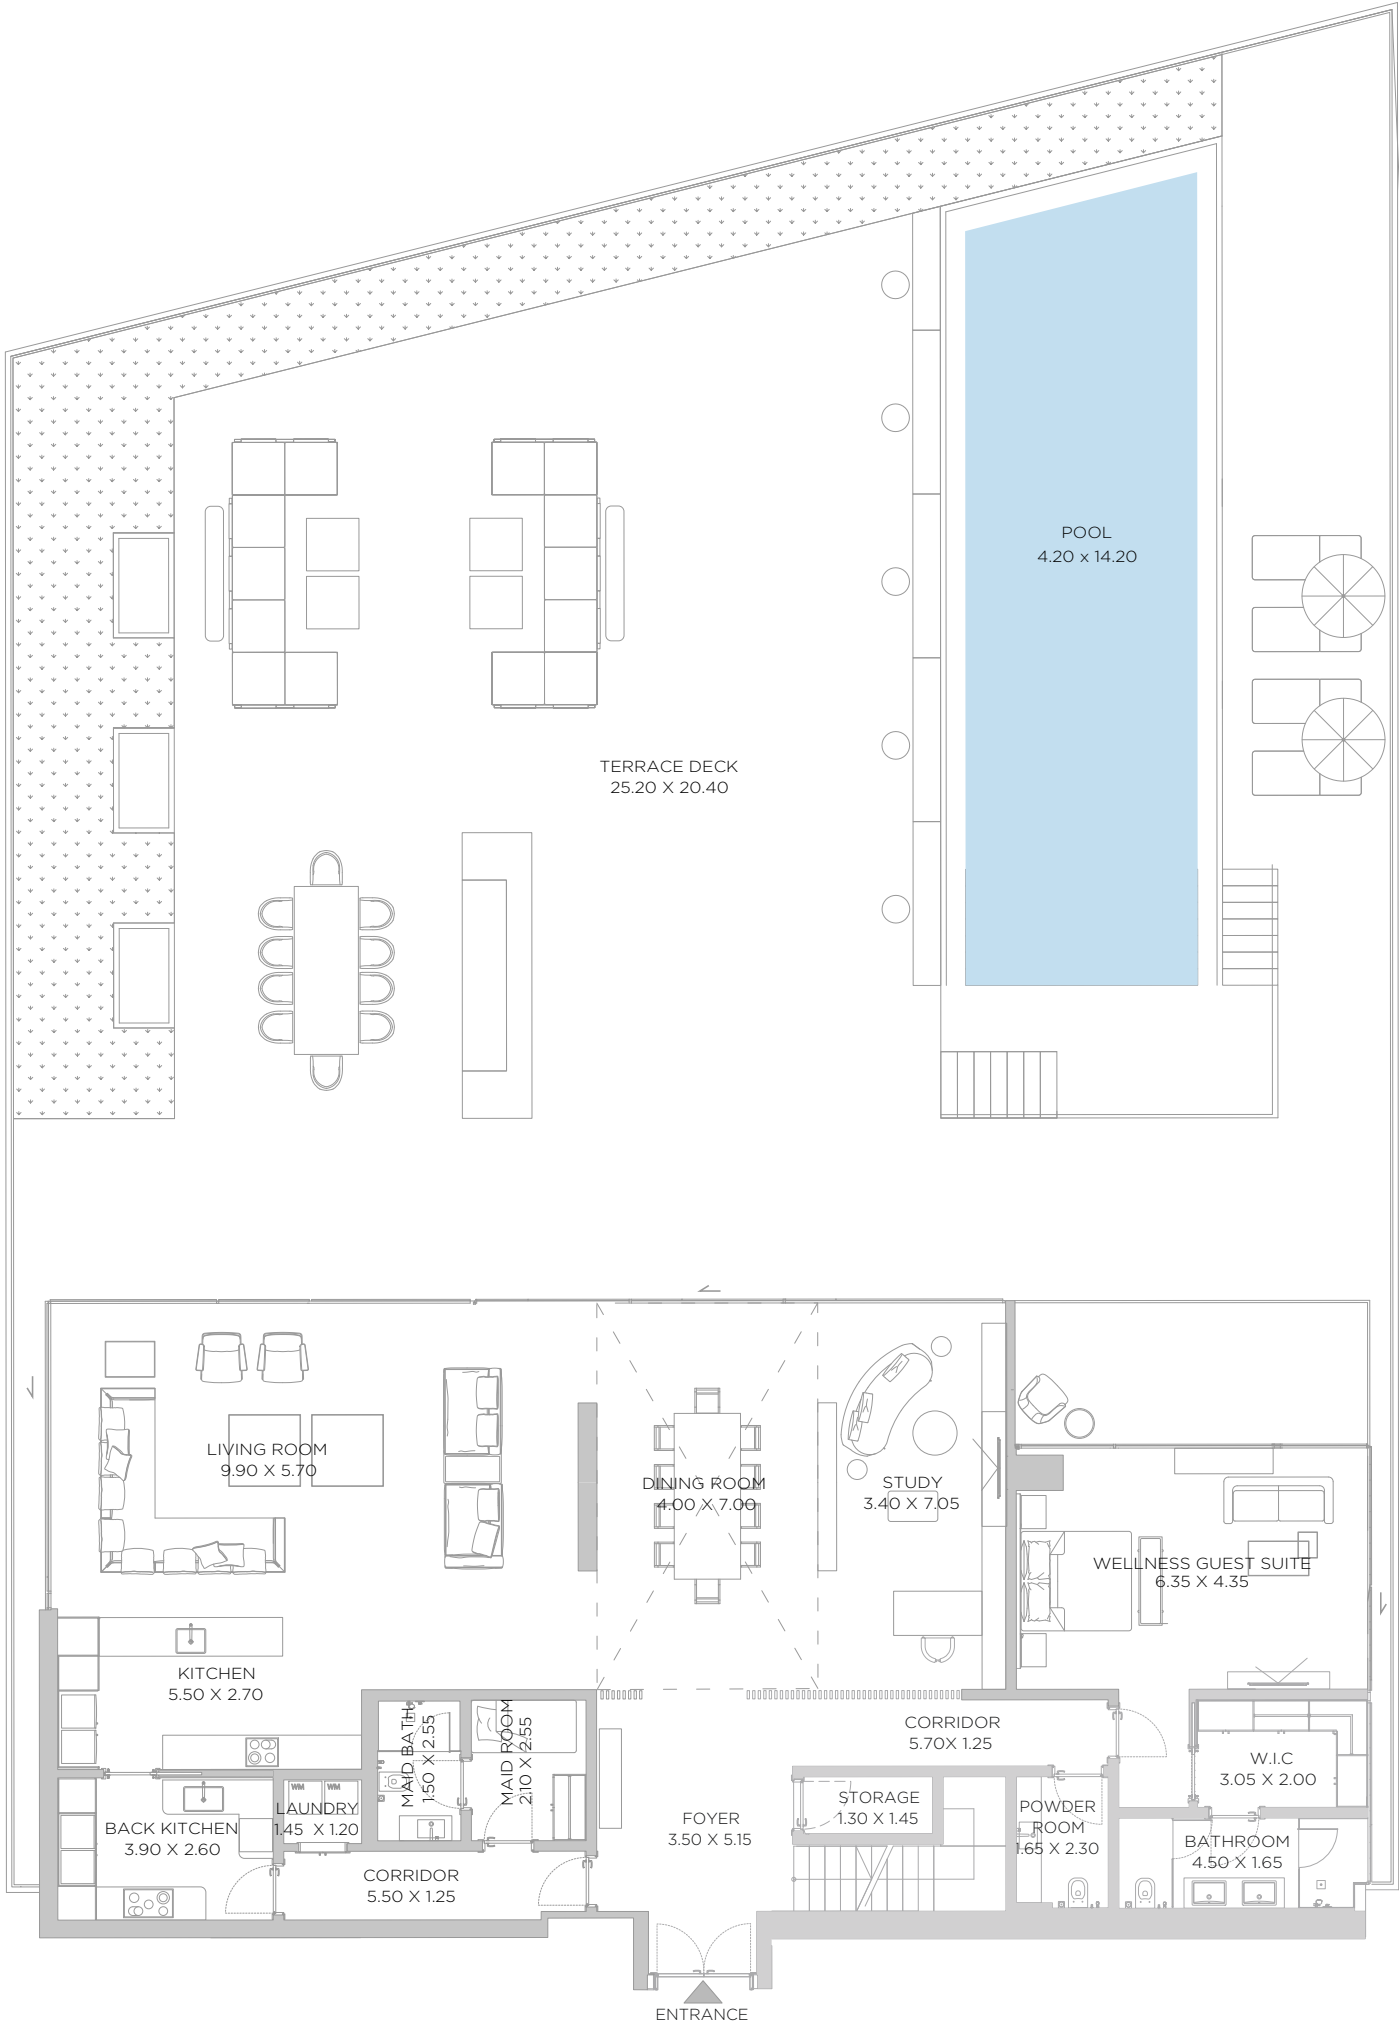 POOL
4.20 x 14.20
TERRACE DECK
25.20 X 20.40
LIVING ROOM
9.90 X 5.70
DINING ROOM
4.00 X 7.00
STUDY
3.40 X 7.05
WELLNESS GUEST SUITE
6.35 X 4.35
KITCHEN
5.50 X 2.70
MAID BATH
1.50 X 2.55
MAID ROOM
2.10 X 2.55
CORRIDOR
5.70X 1.25
W.I.C
3.05 X 2.00
WM
WM
LAUNDRY
1.45 X 1.20
BACK KITCHEN
3.90 X 2.60
FOYER
3.50 X 5.15
STORAGE
1.30 X 1.45
POWDER
ROOM
1.65 X 2.30
BATHROOM
4.50 X 1.65
CORRIDOR
5.50 X 1.25
ENTRANCE